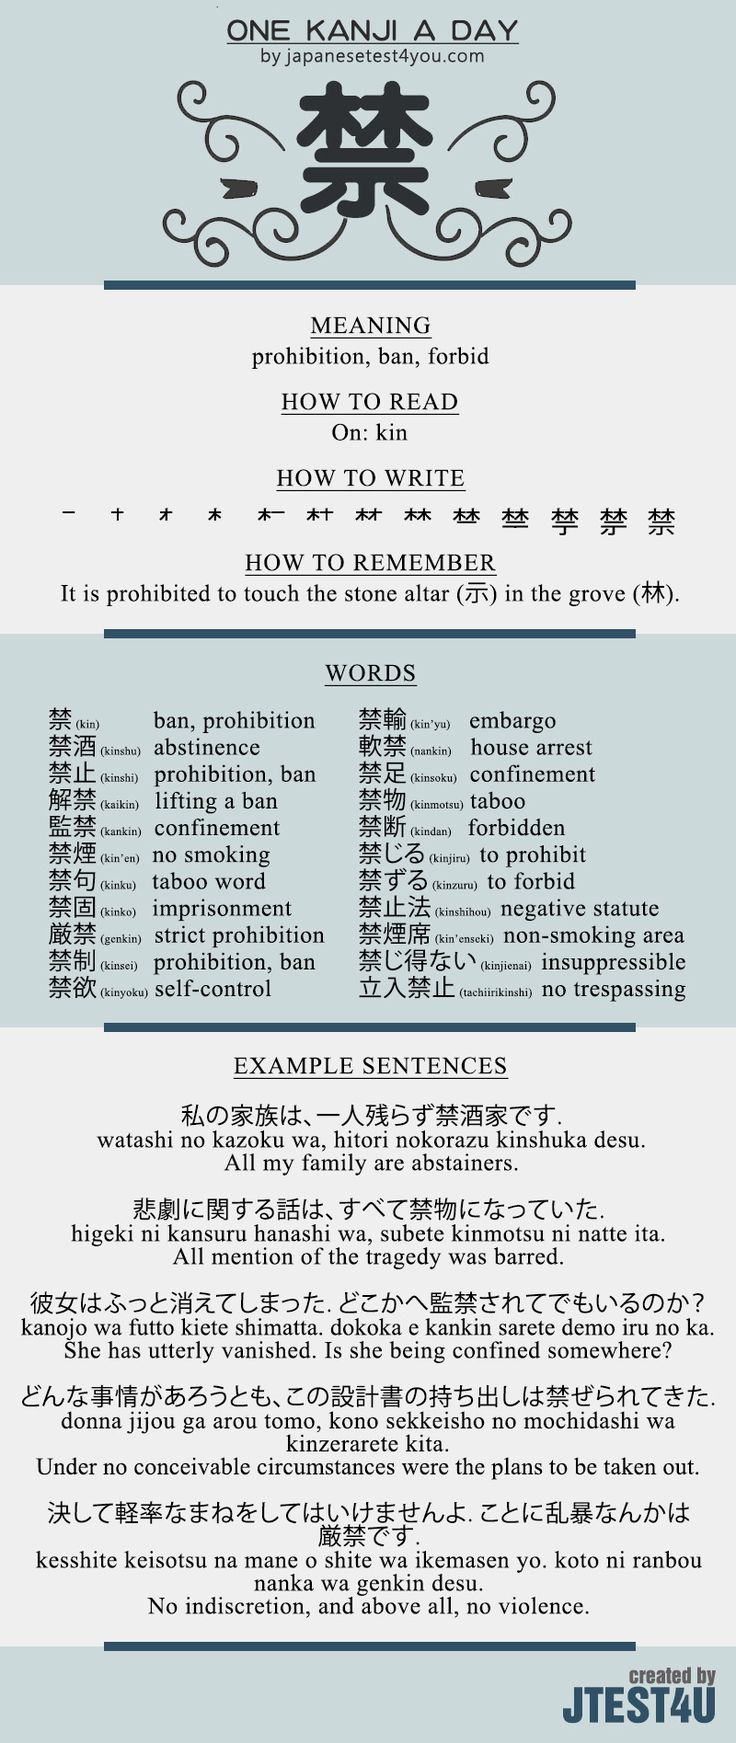 ONE KANJI A DAY
by japanesetest4you.com
禁
MEANING
prohibition, ban, forbid
HOW TO READ
On: kin
HOW TO WRITE
禁
HOW TO REMEMBER
It is prohibited to touch the stone altar (示) in the grove (林).
WORDS
禁 (kin) ban, prohibition
禁酒 (kinshu) abstinence
禁止 (kinshi) prohibition, ban
解禁 (kaikin) lifting a ban
監禁 (kankin) confinement
禁煙 (kin'en) no smoking
禁句 (kinku) taboo word
禁固 (kinko) imprisonment
厳禁 (genkin) strict prohibition
禁制 (kinsei) prohibition, ban
禁欲 (kinyoku) self-control
禁輸 (kin'yu) embargo
軟禁 (nankin) house arrest
禁足 (kinsoku) confinement
禁物 (kinmotsu) taboo
禁断 (kindan) forbidden
禁じる (kinjiru) to prohibit
禁ずる (kinzuru) to forbid
禁止法 (kinshihou) negative statute
禁煙席 (kin'enseki) non-smoking area
禁じ得ない (kinjienai) insuppressible
立入禁止 (tachiirikinshi) no trespassing
EXAMPLE SENTENCES
私の家族は、一人残らず禁酒家です.
watashi no kazoku wa, hitori nokorazu kinshuka desu.
All my family are abstainers.
悲劇に関する話は、すべて禁物になっていた.
higeki ni kansuru hanashi wa, subete kinmotsu ni natte ita.
All mention of the tragedy was barred.
彼女はふっと消えてしまった. どこかへ監禁されてでもいるのか?
kanojo wa futto kiete shimatta. dokoka e kankin sarete demo iru no ka.
She has utterly vanished. Is she being confined somewhere?
どんな事情があろうとも、この設計書の持ち出しは禁ぜられてきた.
donna jijou ga arou tomo, kono sekkeisho no mochidashi wa
kinzerarete kita.
Under no conceivable circumstances were the plans to be taken out.
決して軽率なまねをしてはいけませんよ. ことに乱暴なんかは
厳禁です.
kesshite keisotsu na mane o shite wa ikemasen yo. koto ni ranbou
nanka wa genkin desu.
No indiscretion, and above all, no violence.
created by
JTEST4U